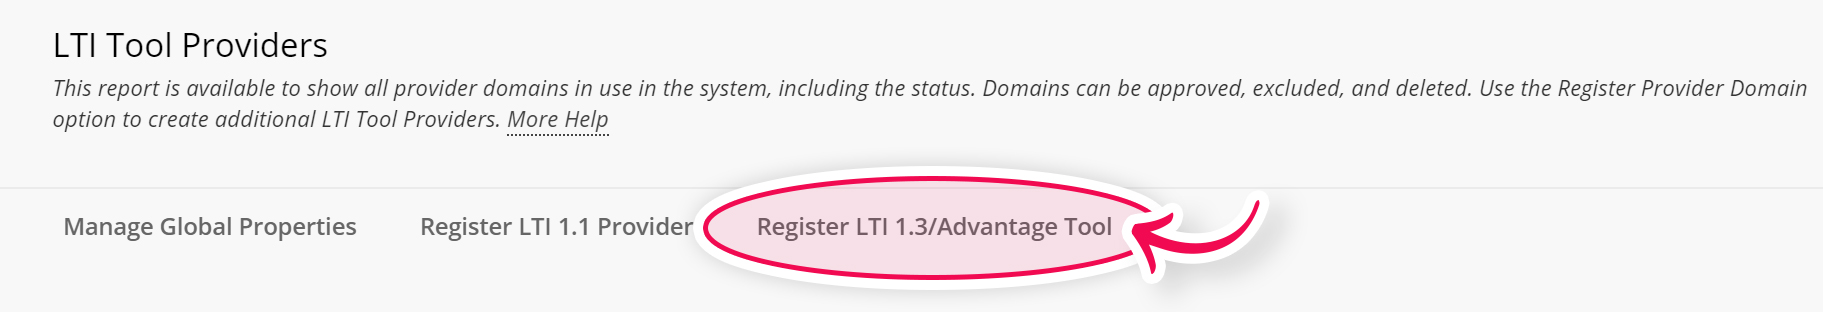 LTI Tool Providers
This report is available to show all provider domains in use in the system, including the status. Domains can be approved, excluded, and deleted. Use the Register Provider Domain
option to create additional LTI Tool Providers. More Help
Manage Global Properties Register LTI 1.1 Provider Register LTI 1.3/Advantage Tool